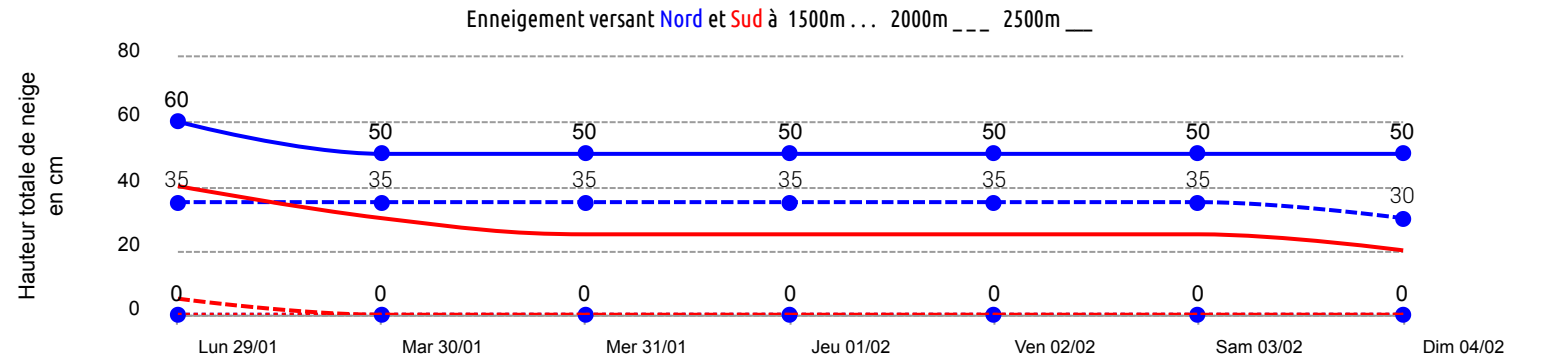 Enneigement versant Nord et Sud à 1500m . . . 2000m _ _ _ 2500m ___
Hauteur totale de neige
en cm
80
60
40
20
0
60
50
50
50
50
50
50
35
35
35
35
35
35
30
0
0
0
0
0
0
0
Lun 29/01
Mar 30/01
Mer 31/01
Jeu 01/02
Ven 02/02
Sam 03/02
Dim 04/02